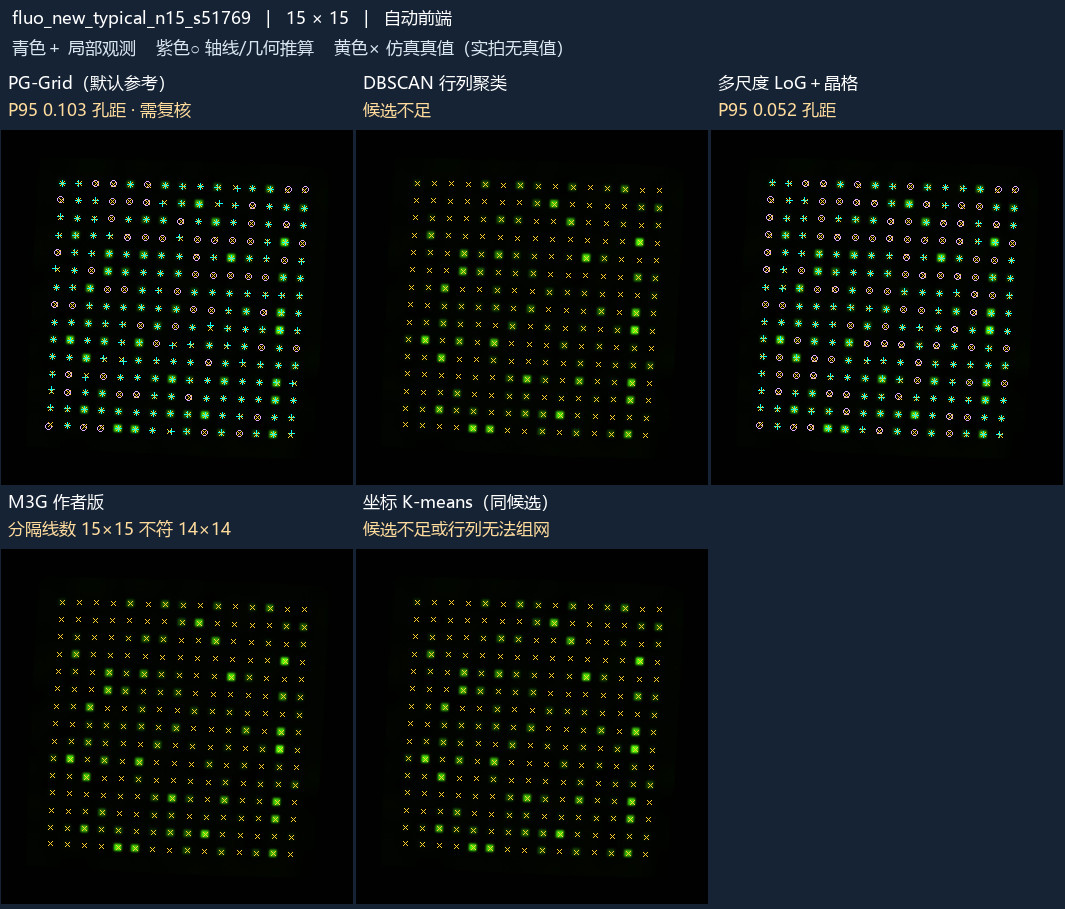 fluo_new_typical_n15_s51769 | 15 × 15 | 自动前端
青色+ 局部观测 紫色○ 轴线/几何推算 黄色× 仿真真值（实拍无真值）
PG-Grid（默认参考）
P95 0.103 孔距 · 需复核
DBSCAN 行列聚类
候选不足
多尺度 LoG＋晶格
P95 0.052 孔距
M3G 作者版
分隔线数 15×15 不符 14×14
坐标 K-means（同候选）
候选不足或行列无法组网